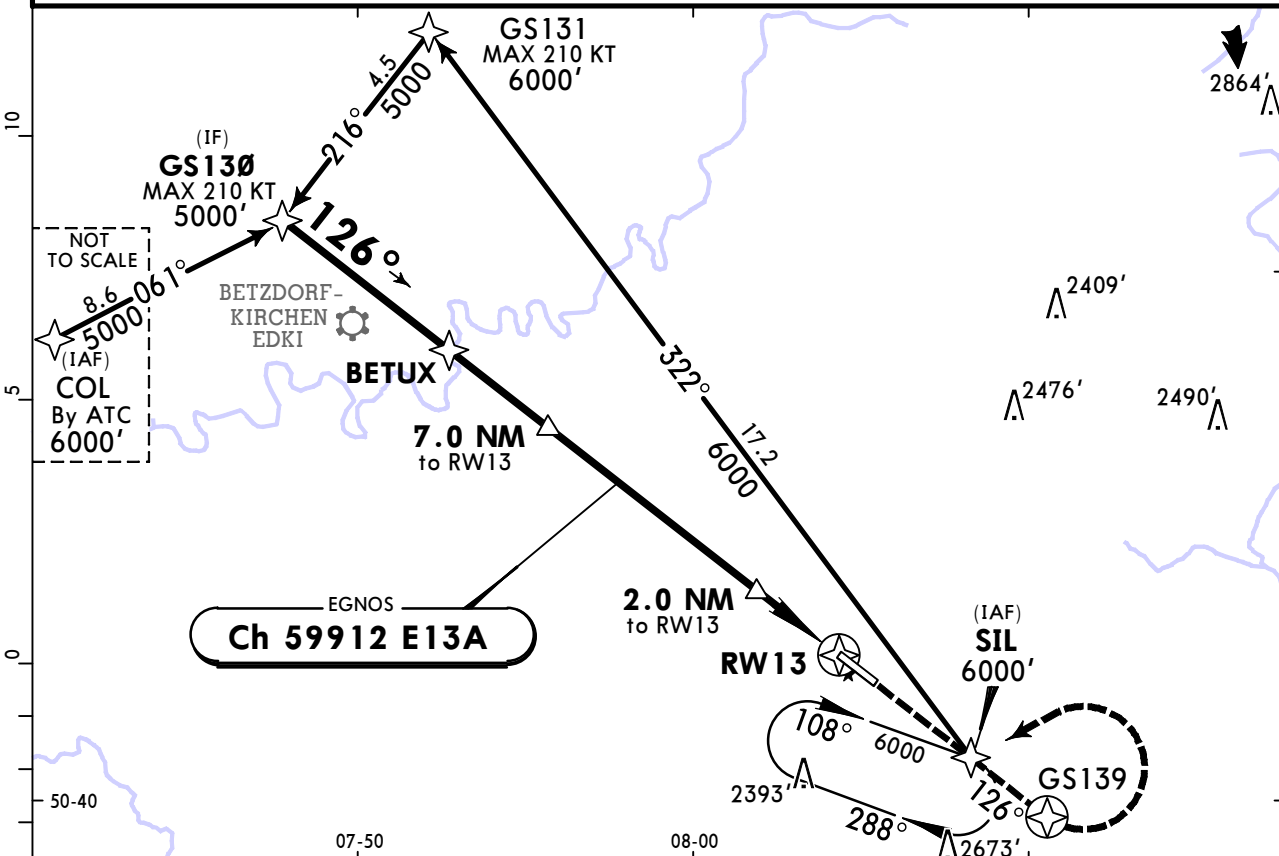 GS131
MAX 210 KT
6000'
4.5
5000
216°
2864'
10
(IF)
GS13Ø
MAX 210 KT
5000'
126°
NOT
TO SCALE
8.6
061°
5000
(IAF)
COL
By ATC
6000'
BETZDORF-
KIRCHEN
EDKI
BETUX
2409'
322°
2476'
2490'
5
7.0 NM
to RW13
17.2
6000
EGNOS
Ch 59912 E13A
2.0 NM
to RW13
(IAF)
SIL
6000'
0
RW13
108°
6000
GS139
2393'
126°
288°
2673'
50-40
07-50
08-00